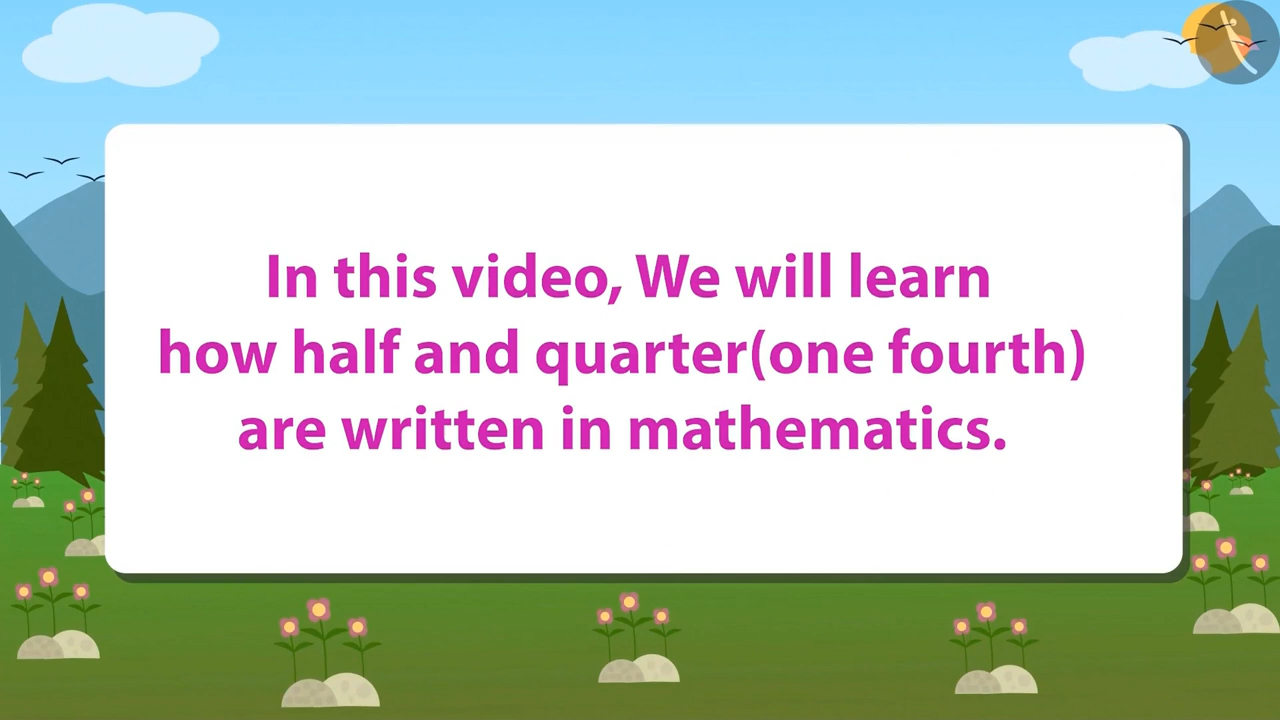 In this video, We will learn
how half and quarter(one fourth)
are written in mathematics.